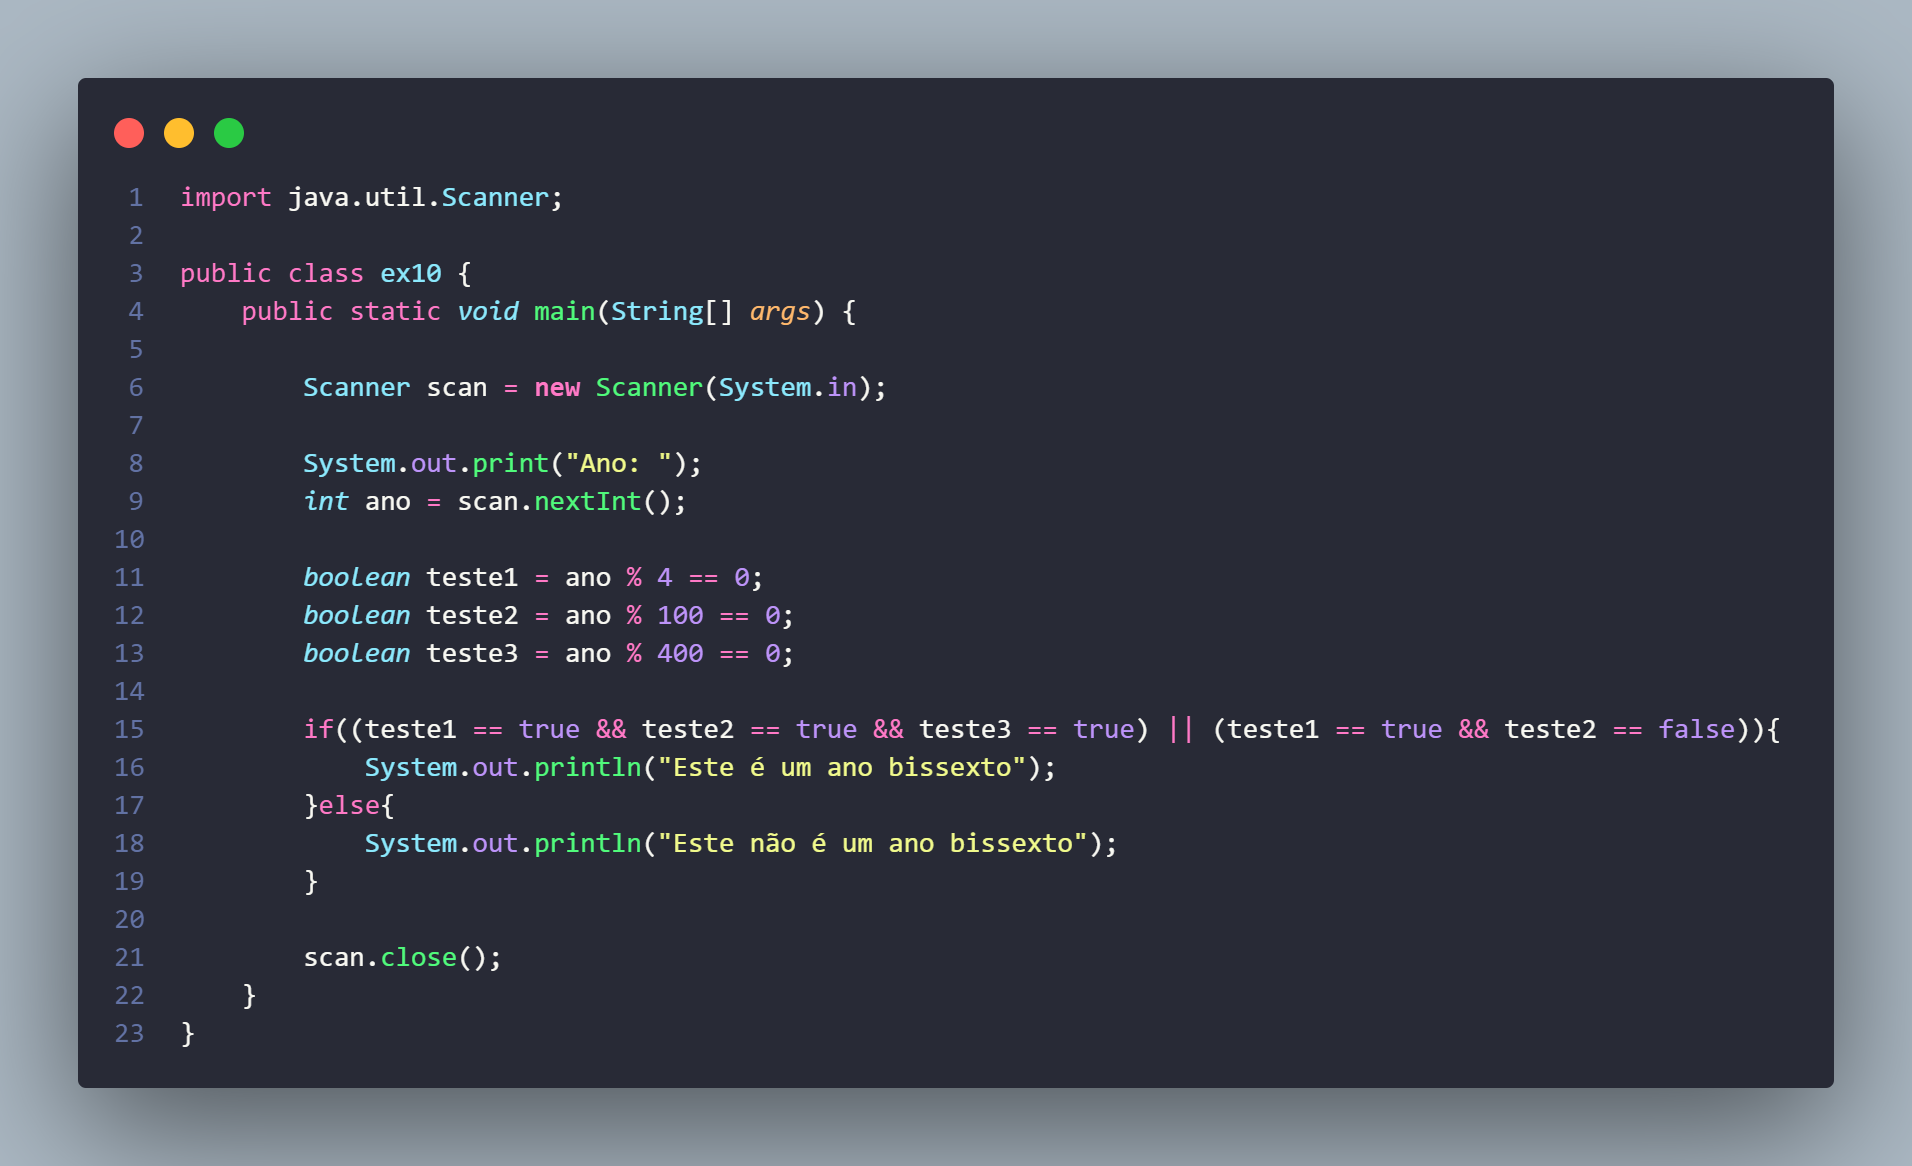 1 import java.util.Scanner;
2
3 public class ex10 {
4     public static void main(String[] args) {
5
6         Scanner scan = new Scanner(System.in);
7
8         System.out.print("Ano: ");
9         int ano = scan.nextInt();
10
11         boolean teste1 = ano % 4 == 0;
12         boolean teste2 = ano % 100 == 0;
13         boolean teste3 = ano % 400 == 0;
14
15         if((teste1 == true && teste2 == true && teste3 == true) || (teste1 == true && teste2 == false)){
16             System.out.println("Este é um ano bissexto");
17         }else{
18             System.out.println("Este não é um ano bissexto");
19         }
20
21         scan.close();
22     }
23 }